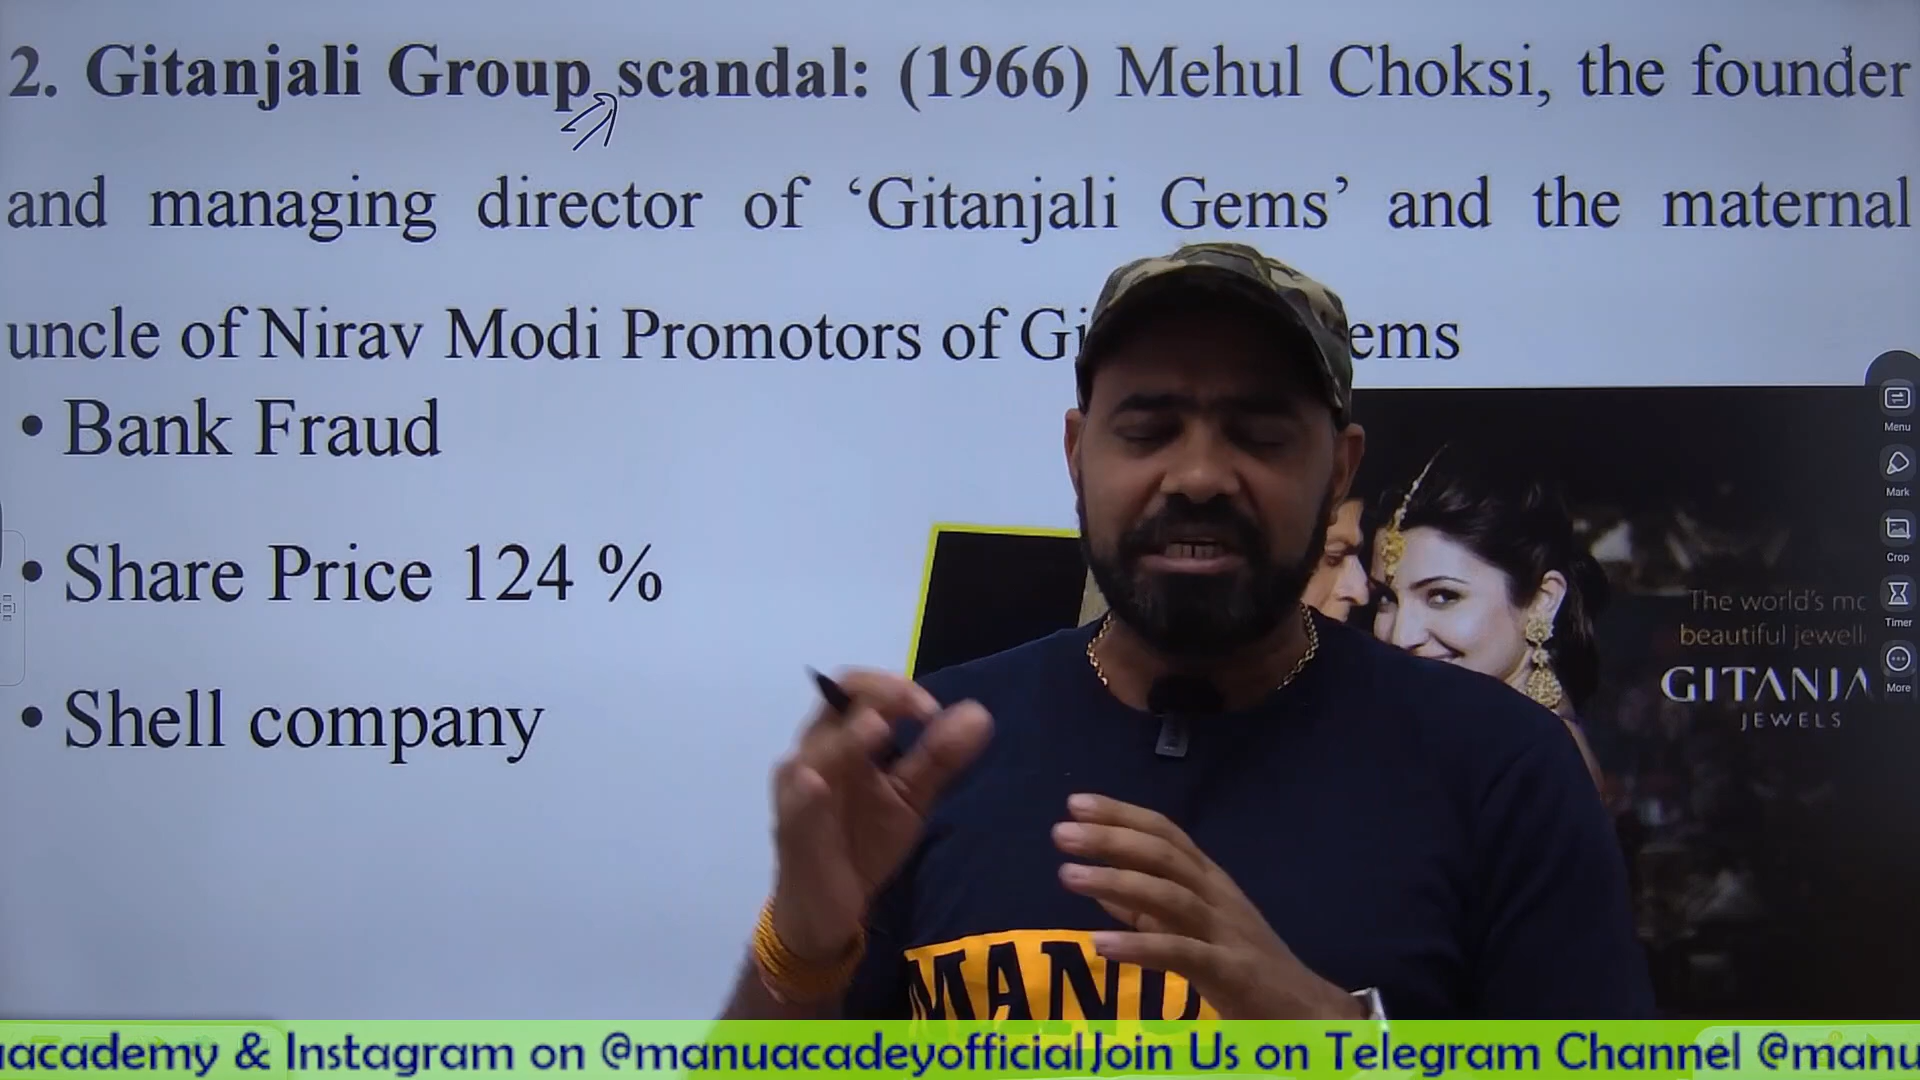 2. Gitanjali Group scandal: (1966) Mehul Choksi, the founder
and managing director of ‘Gitanjali Gems’ and the maternal
uncle of Nirav Modi Promotors of Gi ems
• Bank Fraud
• Share Price 124 %
• Shell company
The world's mo
beautiful jewell
GITANJA
JEWELS
Menu
Mark
Crop
Timer
More
MANU
uacademy & Instagram on @manuacadeyofficial Join Us on Telegram Channel @manu